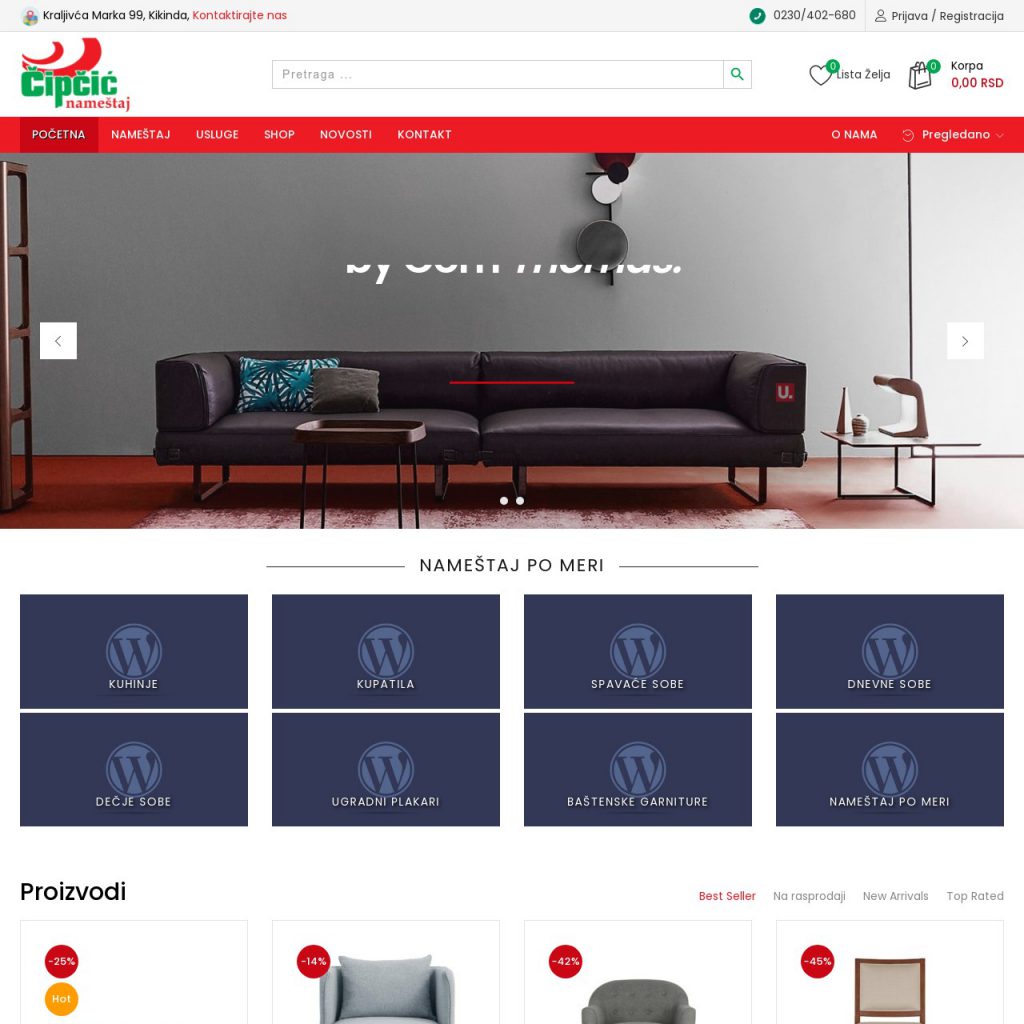 Kraljivća Marka 99, Kikinda, Kontaktirajte nas
0230/402-680
Prijava / Registracija
Čipčić
nameštaj
Pretraga ...
0
Lista Želja
0
Korpa
0,00 RSD
POČETNA NAMEŠTAJ USLUGE SHOP NOVOSTI KONTAKT O NAMA Pregledano
U.
NAMEŠTAJ PO MERI
KUHINJE KUPATILA SPAVAĆE SOBE DNEVNE SOBE
DEČJE SOBE UGRADNI PLAKARI BAŠTENSKE GARNITURE NAMEŠTAJ PO MERI
Proizvodi
Best Seller Na rasprodaji New Arrivals Top Rated
-25% -14% -42% -45%
Hot